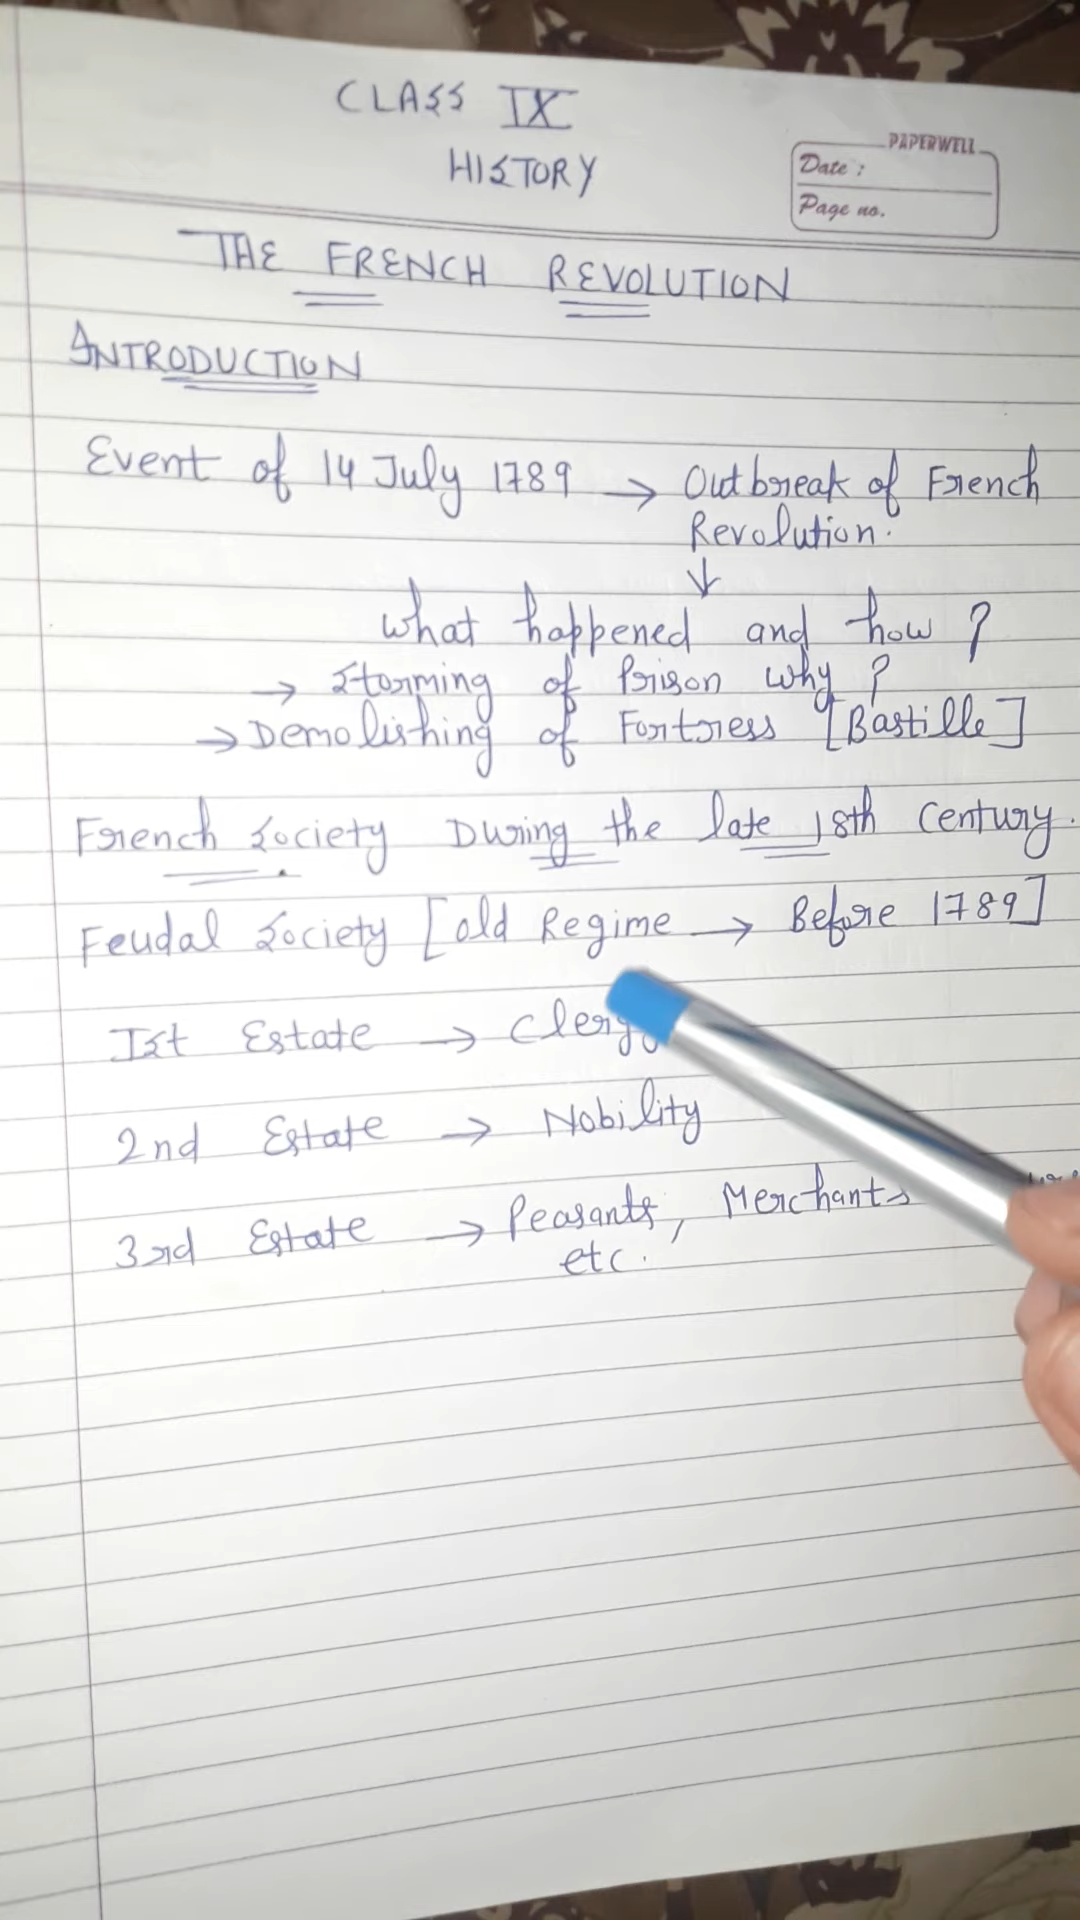 CLASS IX
HISTORY
PAPERWELL
Date :
Page no.
THE FRENCH REVOLUTION
INTRODUCTION
Event of 14 July 1789 → Outbreak of French
Revolution.
↓
What happened and how ?
→ Storming of Prison why ?
→ Demolishing of Fortress [Bastille]
French Society During the late 18th Century.
Feudal Society [Old Regime → Before 1789]
Ist Estate → Clergy
2nd Estate → Nobility
3rd Estate → Peasants, Merchants
etc.